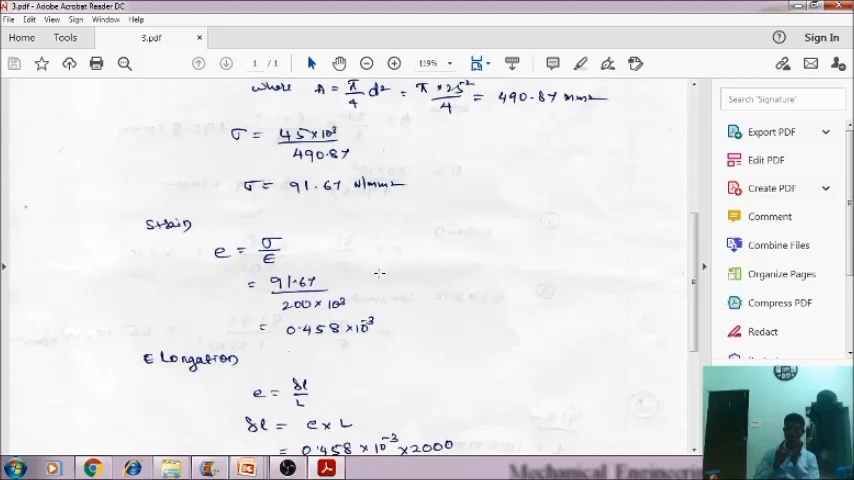 3.pdf - Adobe Acrobat Reader DC
File Edit View Sign Window Help
Home Tools 3.pdf × Sign In
1 / 1 119%
where A = π/4 d² = π×25²/4 = 490.87 mm²
σ = 45×10³/490.87
σ = 91.67 N/mm²
Strain
e = σ/E
= 91.67/200×10³
= 0.458×10⁻³
Elongation
e = δl/L
δl = e × L
= 0.458 ×10⁻³ ×2000
Search 'Signature'
Export PDF
Edit PDF
Create PDF
Comment
Combine Files
Organize Pages
Compress PDF
Redact
Mechanical Engineering